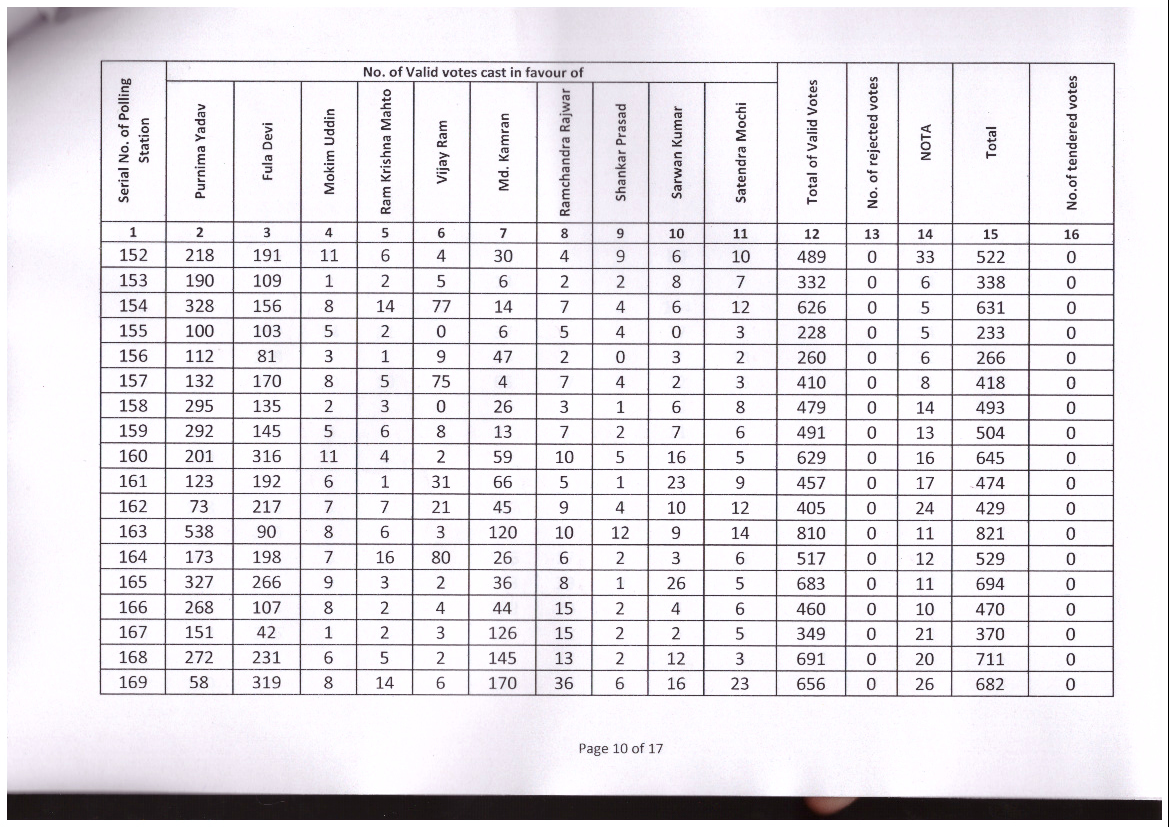 No. of Valid votes cast in favour of
Serial No. of Polling Station Purnima Yadav Fula Devi Mokim Uddin Ram Krishna Mahto Vijay Ram Md. Kamran Ramchandra Rajwar Shankar Prasad Sarwan Kumar Satendra Mochi Total of Valid Votes No. of rejected votes NOTA Total No.of tendered votes
1 2 3 4 5 6 7 8 9 10 11 12 13 14 15 16
152 218 191 11 6 4 30 4 9 6 10 489 0 33 522 0
153 190 109 1 2 5 6 2 2 8 7 332 0 6 338 0
154 328 156 8 14 77 14 7 4 6 12 626 0 5 631 0
155 100 103 5 2 0 6 5 4 0 3 228 0 5 233 0
156 112 81 3 1 9 47 2 0 3 2 260 0 6 266 0
157 132 170 8 5 75 4 7 4 2 3 410 0 8 418 0
158 295 135 2 3 0 26 3 1 6 8 479 0 14 493 0
159 292 145 5 6 8 13 7 2 7 6 491 0 13 504 0
160 201 316 11 4 2 59 10 5 16 5 629 0 16 645 0
161 123 192 6 1 31 66 5 1 23 9 457 0 17 474 0
162 73 217 7 7 21 45 9 4 10 12 405 0 24 429 0
163 538 90 8 6 3 120 10 12 9 14 810 0 11 821 0
164 173 198 7 16 80 26 6 2 3 6 517 0 12 529 0
165 327 266 9 3 2 36 8 1 26 5 683 0 11 694 0
166 268 107 8 2 4 44 15 2 4 6 460 0 10 470 0
167 151 42 1 2 3 126 15 2 2 5 349 0 21 370 0
168 272 231 6 5 2 145 13 2 12 3 691 0 20 711 0
169 58 319 8 14 6 170 36 6 16 23 656 0 26 682 0
Page 10 of 17